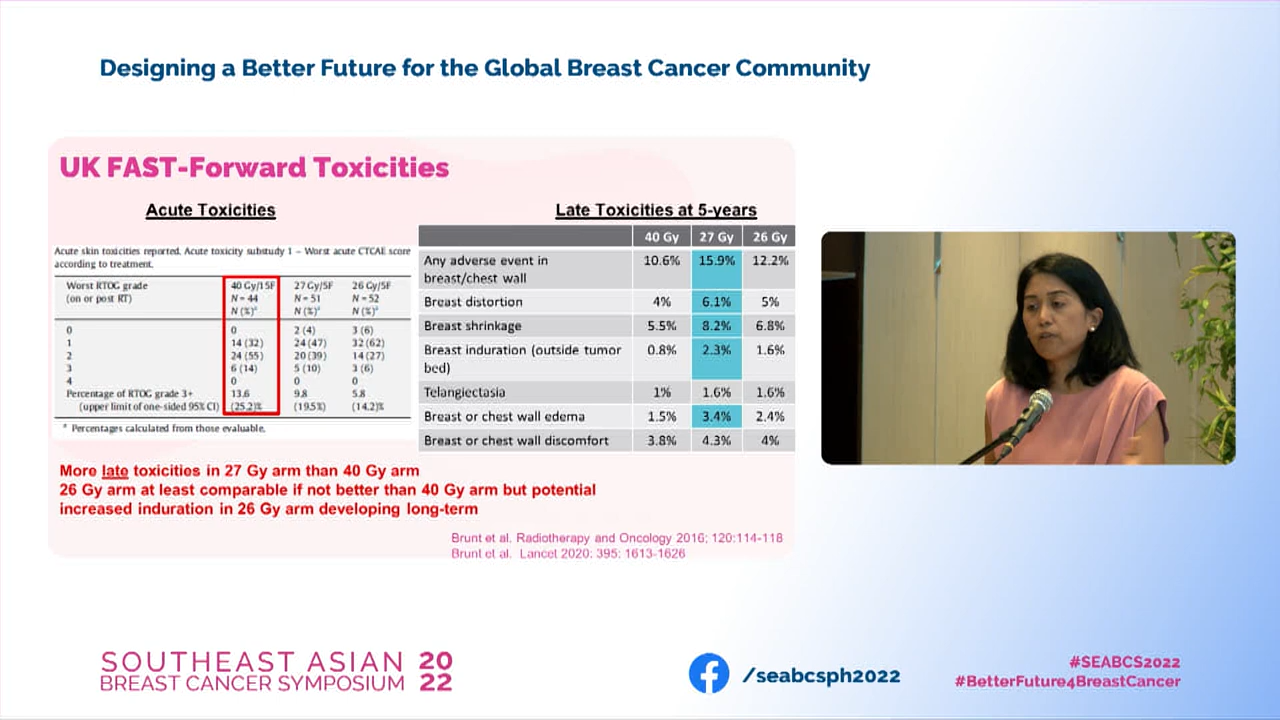 Designing a Better Future for the Global Breast Cancer Community
UK FAST-Forward Toxicities
Acute Toxicities
Acute skin toxicities reported. Acute toxicity substudy 1 – Worst acute CTCAE score
according to treatment.
Worst RTOG grade 40 Gy/15F 27 Gy/5F 26 Gy/5F
(on or post RT) N = 44 N = 51 N = 52
N (%)a N (%)a N (%)a
0 0 2 (4) 3 (6)
1 14 (32) 24 (47) 32 (62)
2 24 (55) 20 (39) 14 (27)
3 6 (14) 5 (10) 3 (6)
4 0 0 0
Percentage of RTOG grade 3+ 13.6 9.8 5.8
(upper limit of one-sided 95% CI) (25.2)% (19.5%) (14.2)%
a Percentages calculated from those evaluable.
Late Toxicities at 5-years
40 Gy 27 Gy 26 Gy
Any adverse event in 10.6% 15.9% 12.2%
breast/chest wall
Breast distortion 4% 6.1% 5%
Breast shrinkage 5.5% 8.2% 6.8%
Breast induration (outside tumor 0.8% 2.3% 1.6%
bed)
Telangiectasia 1% 1.6% 1.6%
Breast or chest wall edema 1.5% 3.4% 2.4%
Breast or chest wall discomfort 3.8% 4.3% 4%
More late toxicities in 27 Gy arm than 40 Gy arm
26 Gy arm at least comparable if not better than 40 Gy arm but potential
increased induration in 26 Gy arm developing long-term
Brunt et al. Radiotherapy and Oncology 2016; 120:114-118
Brunt et al. Lancet 2020; 395: 1613-1626
SOUTHEAST ASIAN 20
BREAST CANCER SYMPOSIUM 22
/seabcsph2022
#SEABCS2022
#BetterFuture4BreastCancer